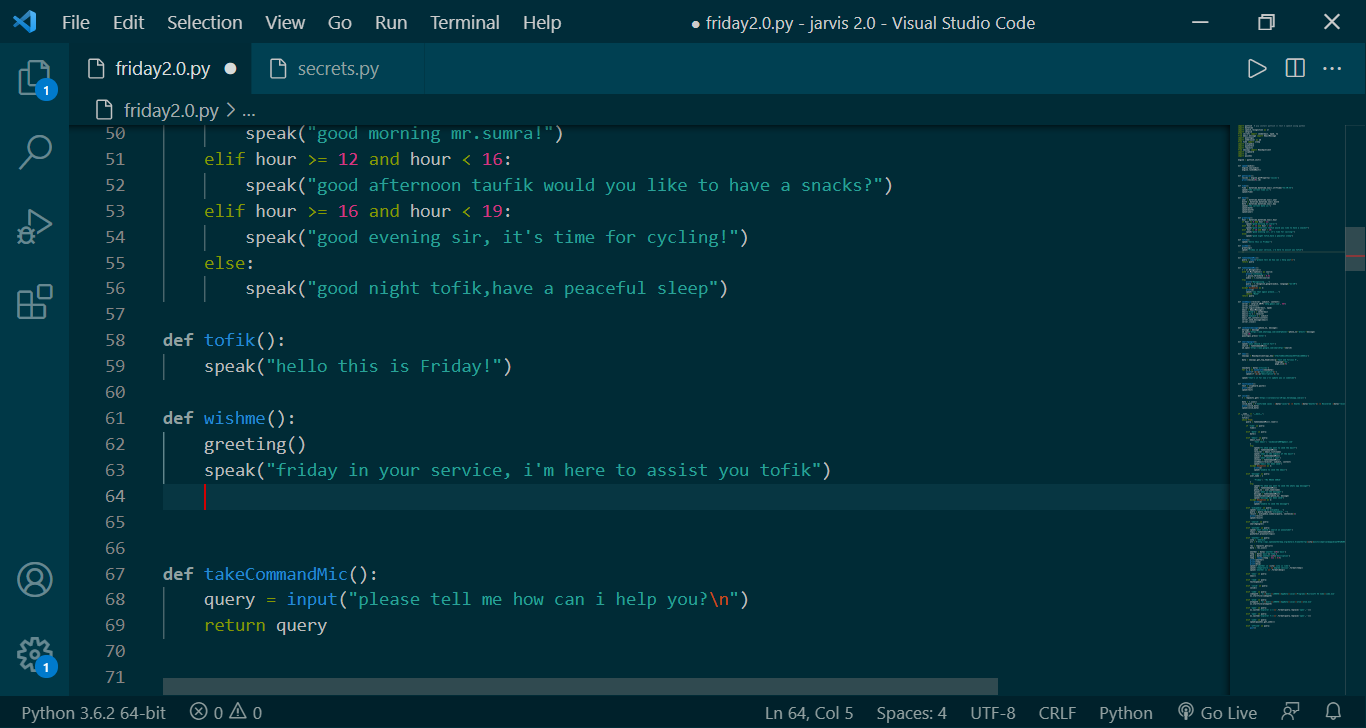 File Edit Selection View Go Run Terminal Help ● friday2.0.py - jarvis 2.0 - Visual Studio Code
friday2.0.py ● secrets.py
friday2.0.py > ...
50 speak("good morning mr.sumra!")
51 elif hour >= 12 and hour < 16:
52 speak("good afternoon taufik would you like to have a snacks?")
53 elif hour >= 16 and hour < 19:
54 speak("good evening sir, it's time for cycling!")
55 else:
56 speak("good night tofik,have a peaceful sleep")
57
58 def tofik():
59 speak("hello this is Friday!")
60
61 def wishme():
62 greeting()
63 speak("friday in your service, i'm here to assist you tofik")
64
65
66
67 def takeCommandMic():
68 query = input("please tell me how can i help you?\n")
69 return query
70
71
1
1
Python 3.6.2 64-bit 0 0 Ln 64, Col 5 Spaces: 4 UTF-8 CRLF Python Go Live